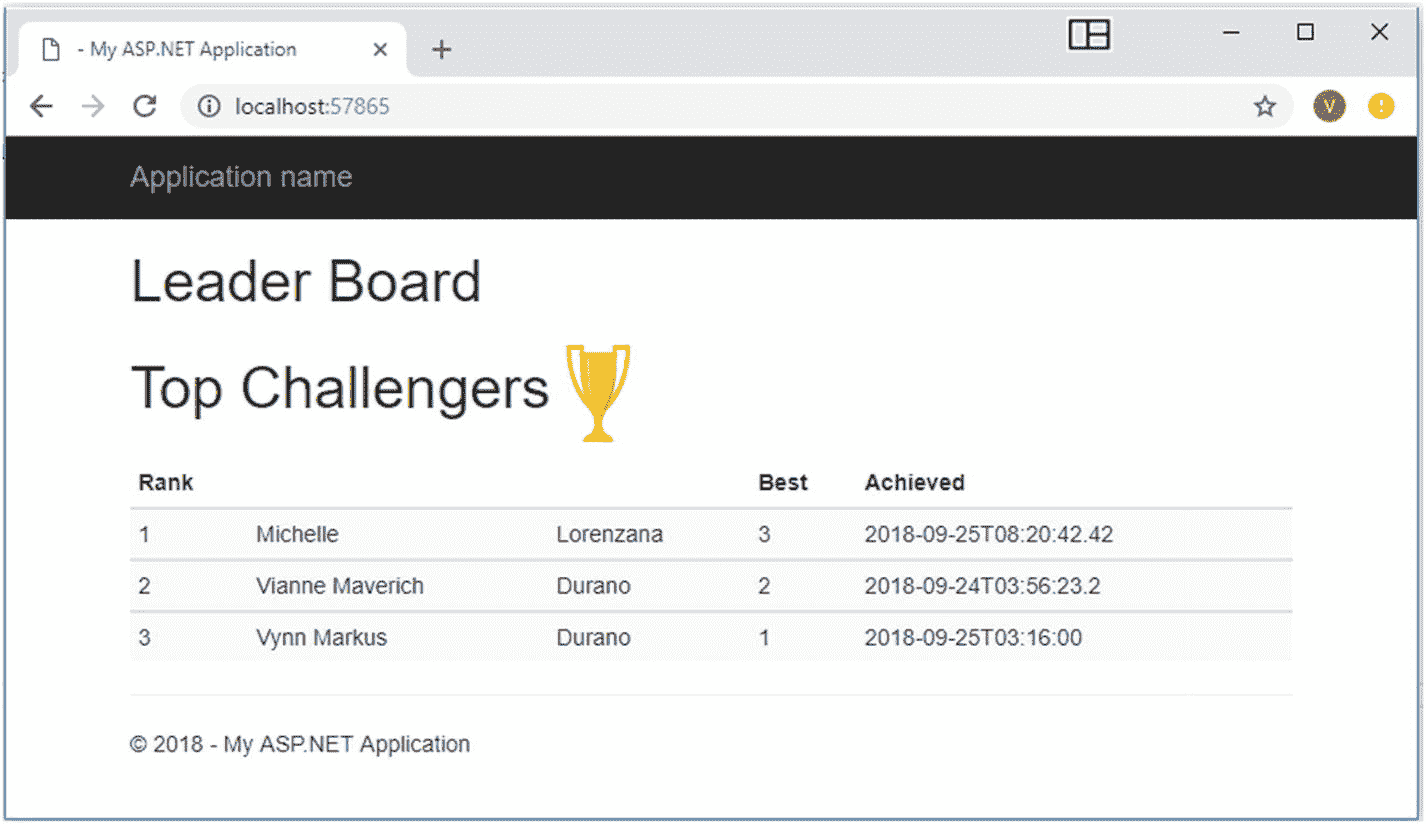 - My ASP.NET Application
localhost:57865
V
Application name
Leader Board
Top Challengers
Rank Best Achieved
1 Michelle Lorenzana 3 2018-09-25T08:20:42.42
2 Vianne Maverich Durano 2 2018-09-24T03:56:23.2
3 Vynn Markus Durano 1 2018-09-25T03:16:00
© 2018 - My ASP.NET Application